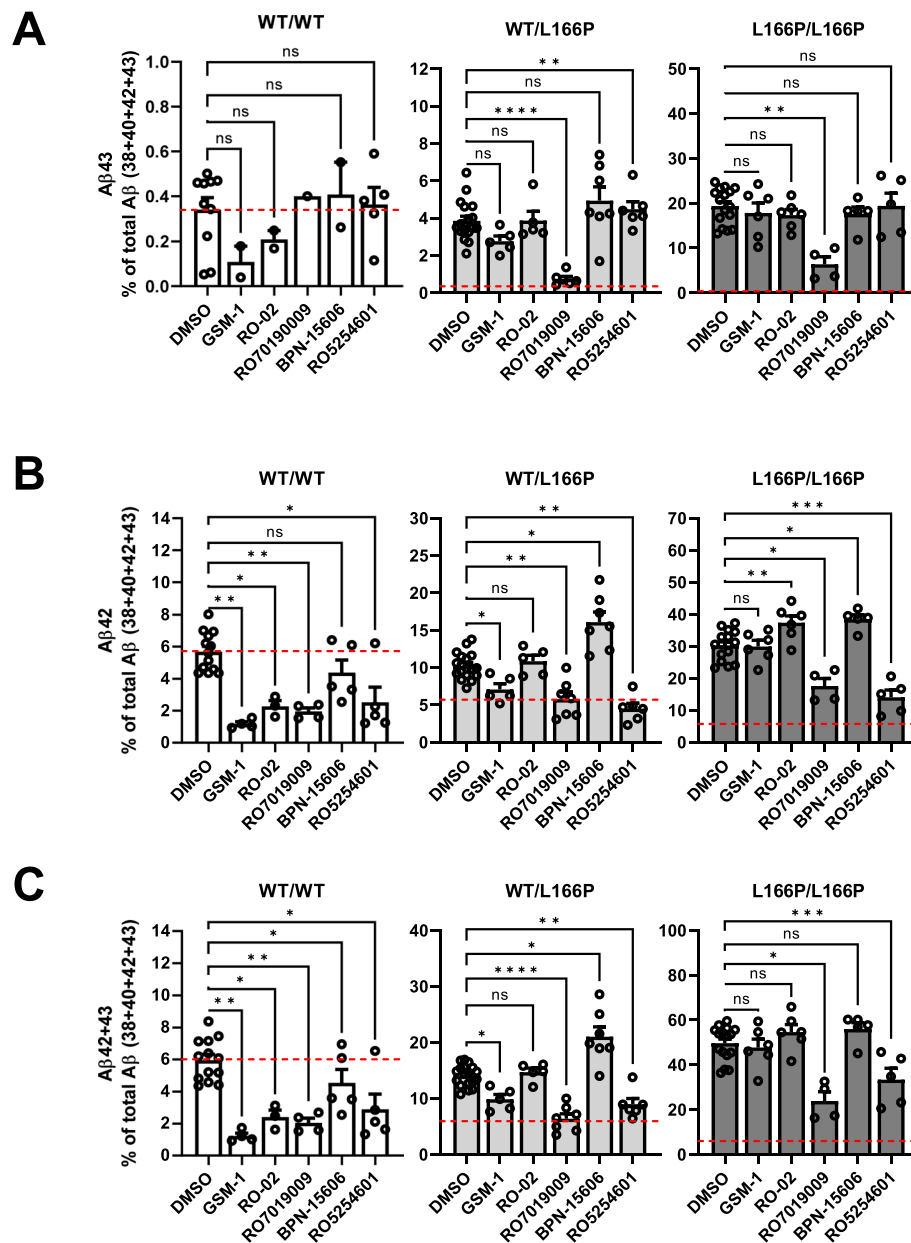 A
WT/WT
Aβ43
% of total Aβ (38+40+42+43)
1.0
0.8
0.6
0.4
0.2
0.0
ns
ns
ns
ns
DMSO
GSM-1
RO-02
RO70190009
BPN-15606
RO5254601
WT/L166P
12
10
8
6
4
2
0
**
ns
****
ns
ns
DMSO
GSM-1
RO-02
RO7019009
BPN-15606
RO5254601
L166P/L166P
50
40
30
20
10
0
ns
ns
**
ns
ns
DMSO
GSM-1
RO-02
RO7019009
BPN-15606
RO5254601
B
WT/WT
Aβ42
% of total Aβ (38+40+42+43)
14
12
10
8
6
4
2
0
*
ns
**
*
**
DMSO
GSM-1
RO-02
RO7019009
BPN-15606
RO5254601
WT/L166P
30
25
20
15
10
5
0
**
*
**
ns
*
DMSO
GSM-1
RO-02
RO7019009
BPN-15606
RO5254601
L166P/L166P
70
60
50
40
30
20
10
0
***
*
*
**
ns
DMSO
GSM-1
RO-02
RO7019009
BPN-15606
RO5254601
C
WT/WT
Aβ42+43
% of total Aβ (38+40+42+43)
14
12
10
8
6
4
2
0
*
*
**
*
**
DMSO
GSM-1
RO-02
RO7019009
BPN-15606
RO5254601
WT/L166P
40
30
20
10
0
**
*
****
ns
*
DMSO
GSM-1
RO-02
RO7019009
BPN-15606
RO5254601
L166P/L166P
100
80
60
40
20
0
***
ns
*
ns
ns
DMSO
GSM-1
RO-02
RO7019009
BPN-15606
RO5254601